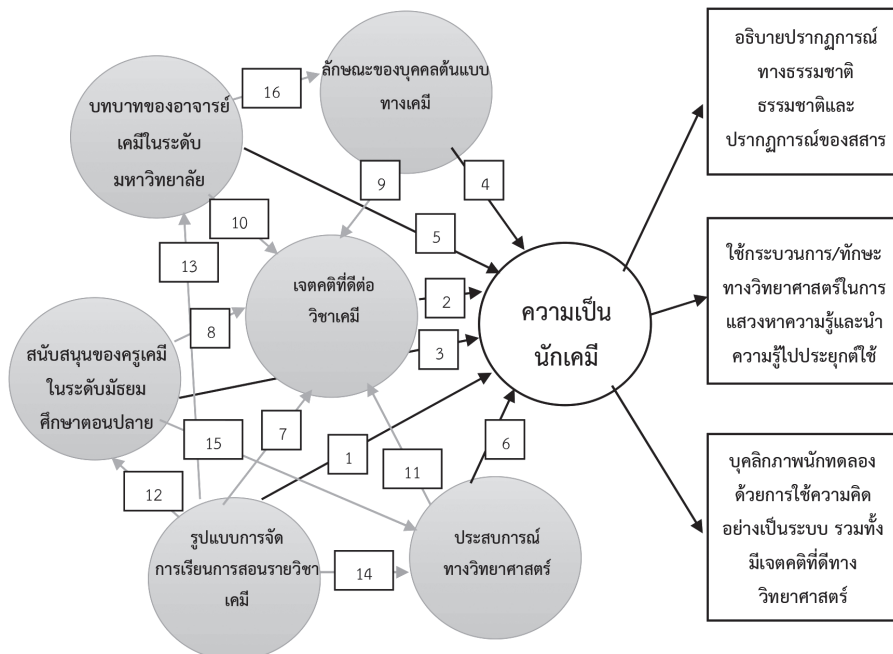 ลักษณะของบุคคลต้นแบบ
ทางเคมี
บทบาทของอาจารย์
เคมีในระดับ
มหาวิทยาลัย
16
9
4
10
5
13
เจตคติที่ดีต่อ
วิชาเคมี
2
8
3
สนับสนุนของครูเคมี
ในระดับมัธยม
ศึกษาตอนปลาย
ความเป็น
นักเคมี
7
15
1
11
6
12
รูปแบบการจัด
การเรียนการสอนรายวิชา
เคมี
14
ประสบการณ์
ทางวิทยาศาสตร์
อธิบายปรากฏการณ์
ทางธรรมชาติ
ธรรมชาติและ
ปรากฏการณ์ของสสาร
ใช้กระบวนการ/ทักษะ
ทางวิทยาศาสตร์ในการ
แสวงหาความรู้และนำ
ความรู้ไปประยุกต์ใช้
บุคลิกภาพนักทดลอง
ด้วยการใช้ความคิด
อย่างเป็นระบบ รวมทั้ง
มีเจตคติที่ดีทาง
วิทยาศาสตร์